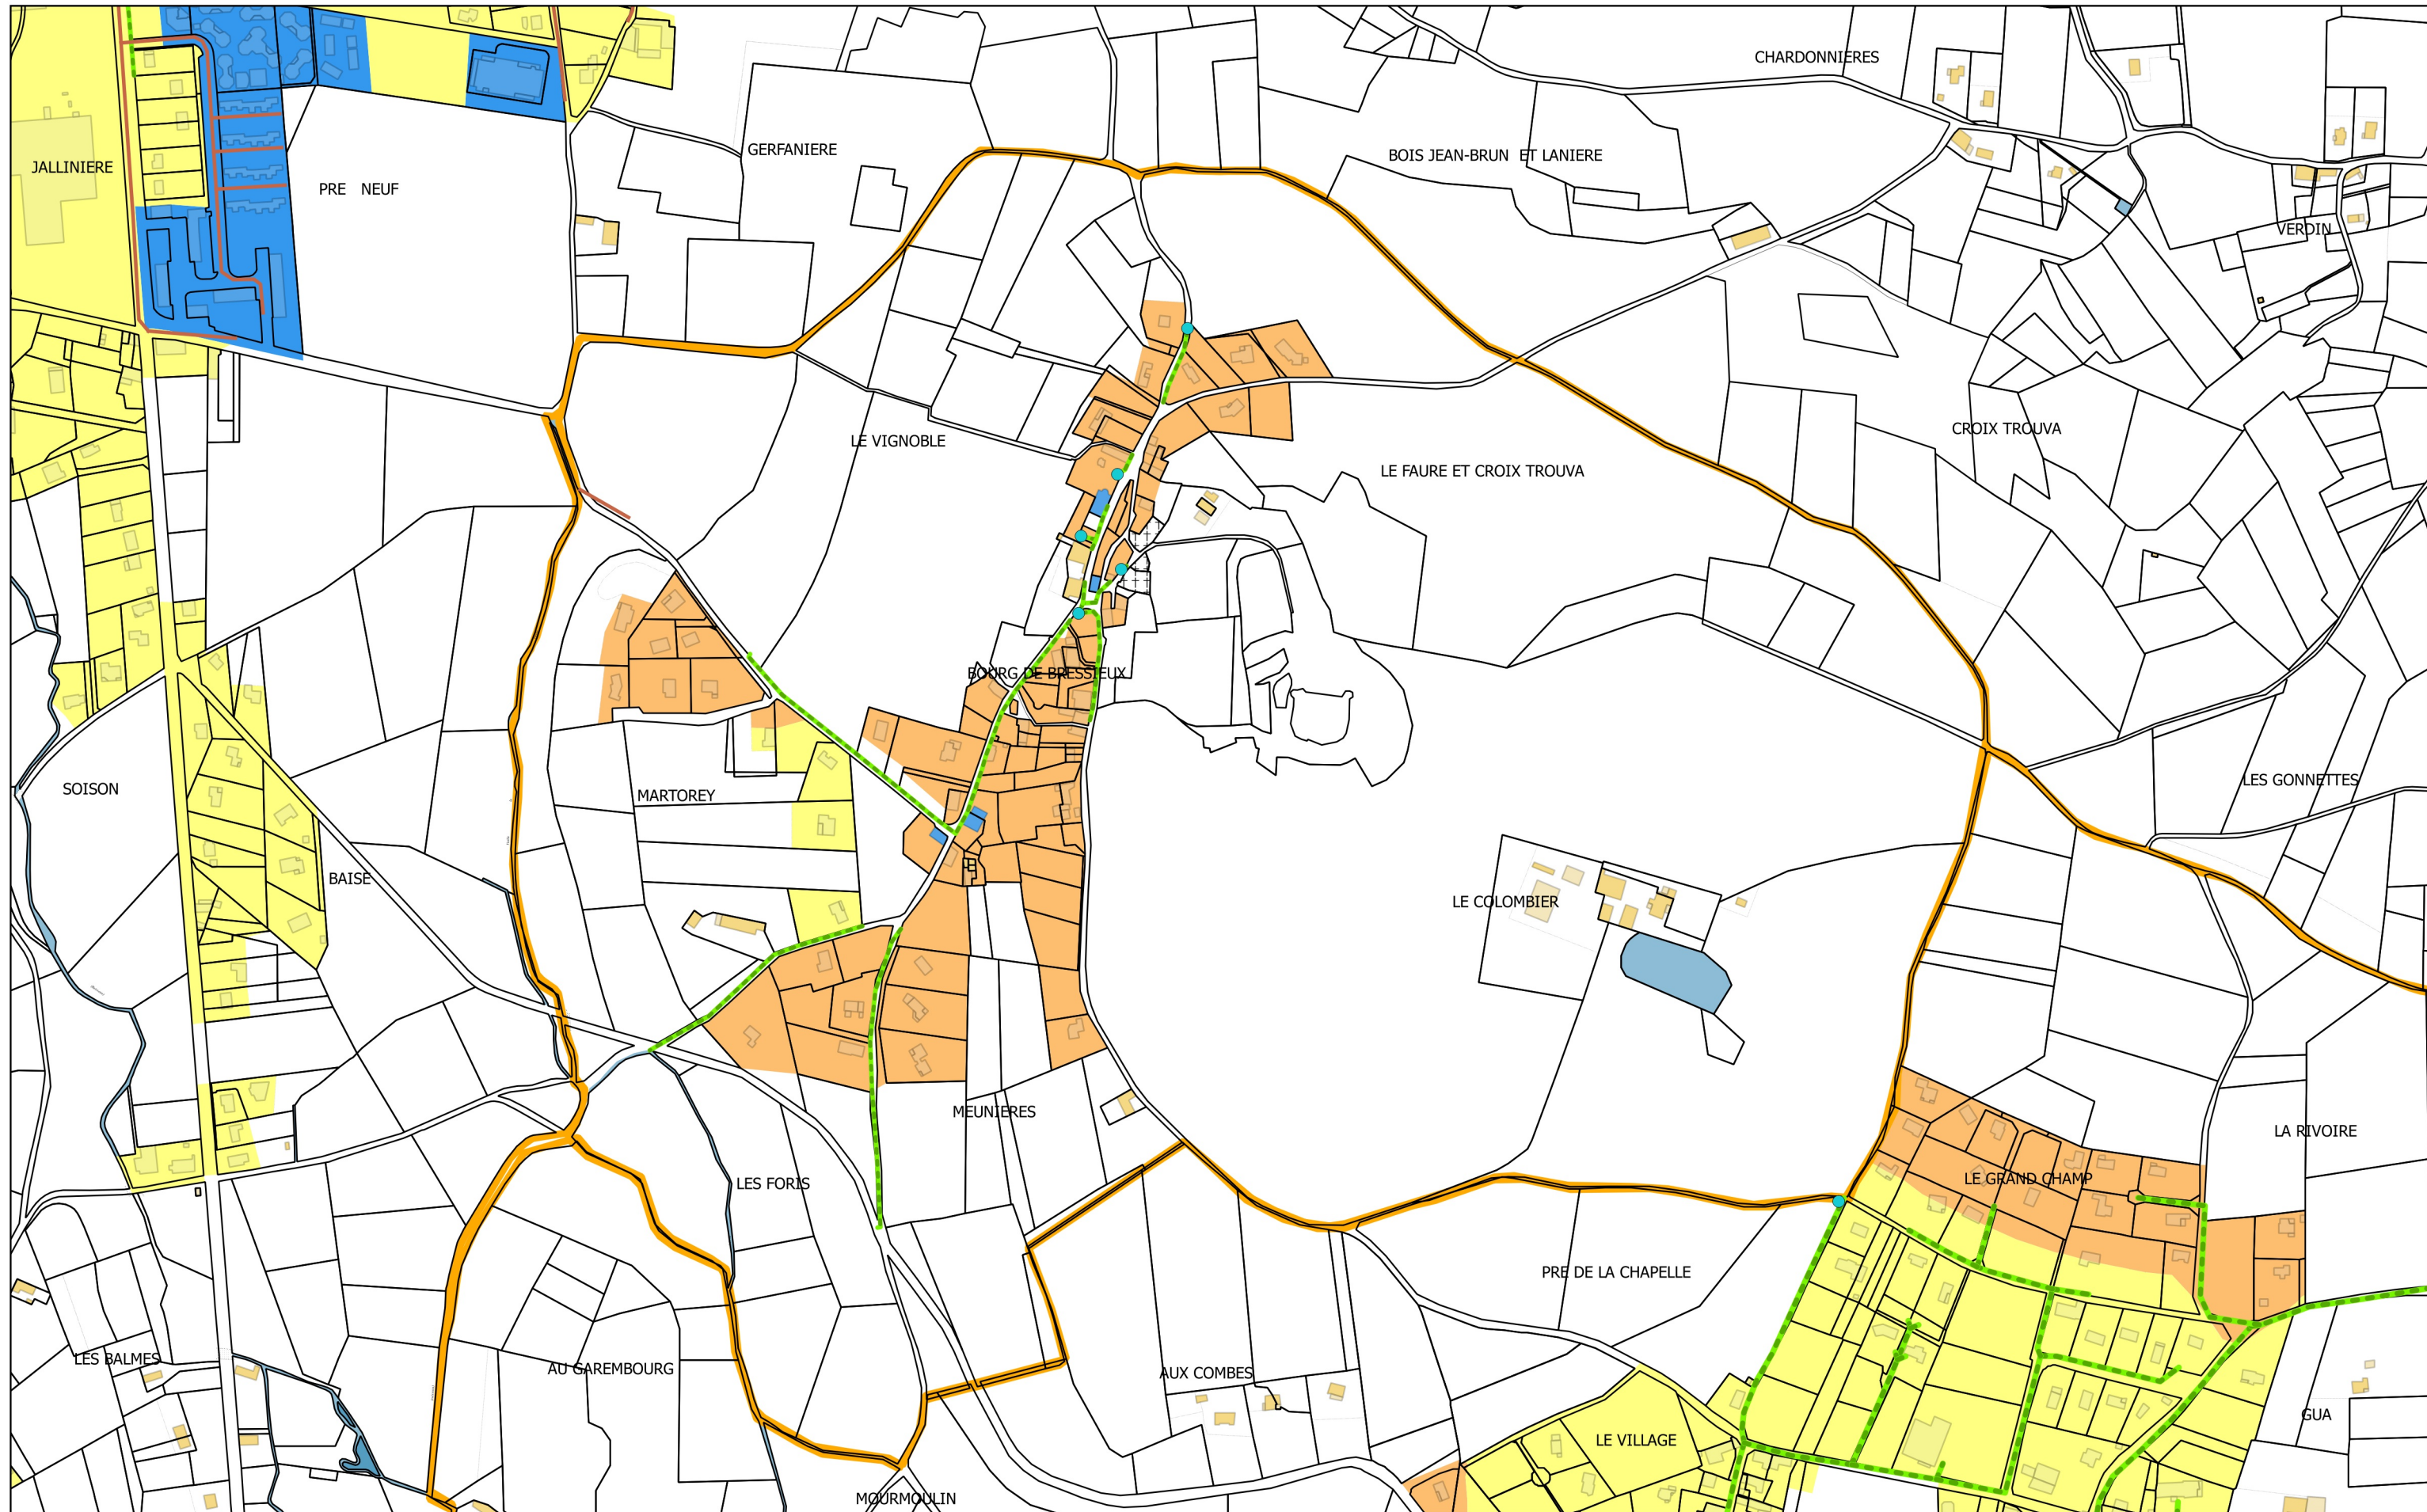 CHARDONNIERES
GERFANIERE
BOIS JEAN-BRUN ET LANIERE
JALLINIERE
PRE NEUF
VERDIN
CROIX TROUVA
LE VIGNOBLE
LE FAURE ET CROIX TROUVA
BOURG DE BRESSIEUX
LES GONNETTES
SOISON
MARTOREY
BAISE
LE COLOMBIER
MEUNIERES
LA RIVOIRE
LE GRAND CHAMP
LES FORIS
PRE DE LA CHAPELLE
LES BALMES
AU GAREMBOURG
AUX COMBES
GUA
LE VILLAGE
MOURMOULIN